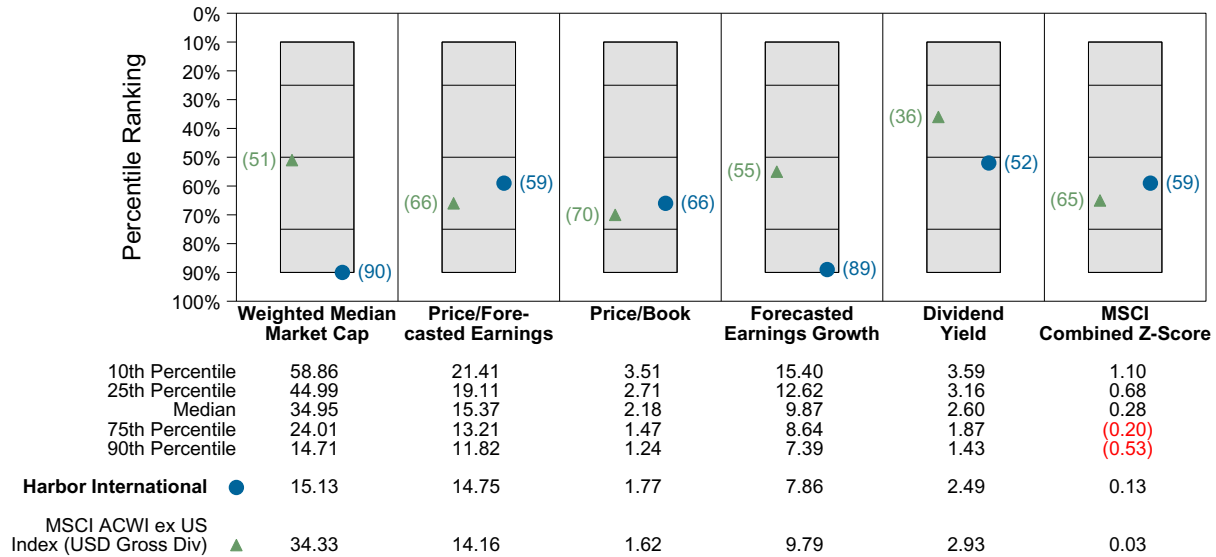 Percentile Ranking
0%
10%
20%
30%
40%
50%
60%
70%
80%
90%
100%
(51)
(90)
(66)
(59)
(70)
(66)
(55)
(89)
(36)
(52)
(65)
(59)
Weighted Median
Market Cap
Price/Fore-
casted Earnings
Price/Book
Forecasted
Earnings Growth
Dividend
Yield
MSCI
Combined Z-Score
10th Percentile 58.86 21.41 3.51 15.40 3.59 1.10
25th Percentile 44.99 19.11 2.71 12.62 3.16 0.68
Median 34.95 15.37 2.18 9.87 2.60 0.28
75th Percentile 24.01 13.21 1.47 8.64 1.87 (0.20)
90th Percentile 14.71 11.82 1.24 7.39 1.43 (0.53)
Harbor International 15.13 14.75 1.77 7.86 2.49 0.13
MSCI ACWI ex US
Index (USD Gross Div) 34.33 14.16 1.62 9.79 2.93 0.03